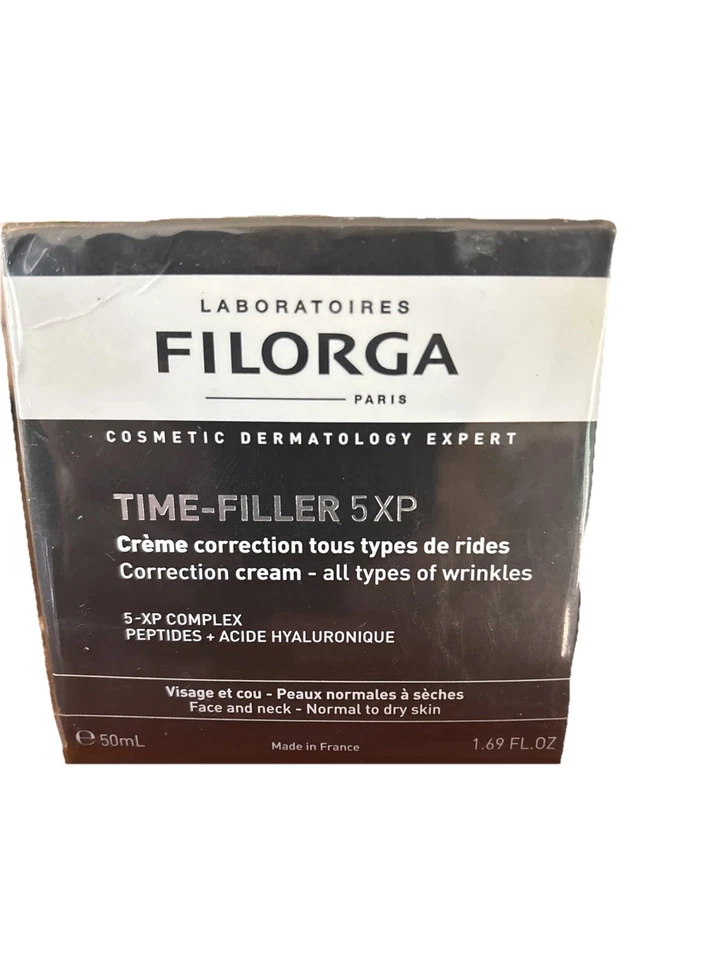 LABORATOIRES
FILORGA
PARIS
COSMETIC DERMATOLOGY EXPERT
TIME-FILLER 5 XP
Crème correction tous types de rides
Correction cream - all types of wrinkles
5-XP COMPLEX
PEPTIDES + ACIDE HYALURONIQUE
Visage et cou - Peaux normales à sèches
Face and neck - Normal to dry skin
℮ 50mL
Made in France
1.69 FL.OZ